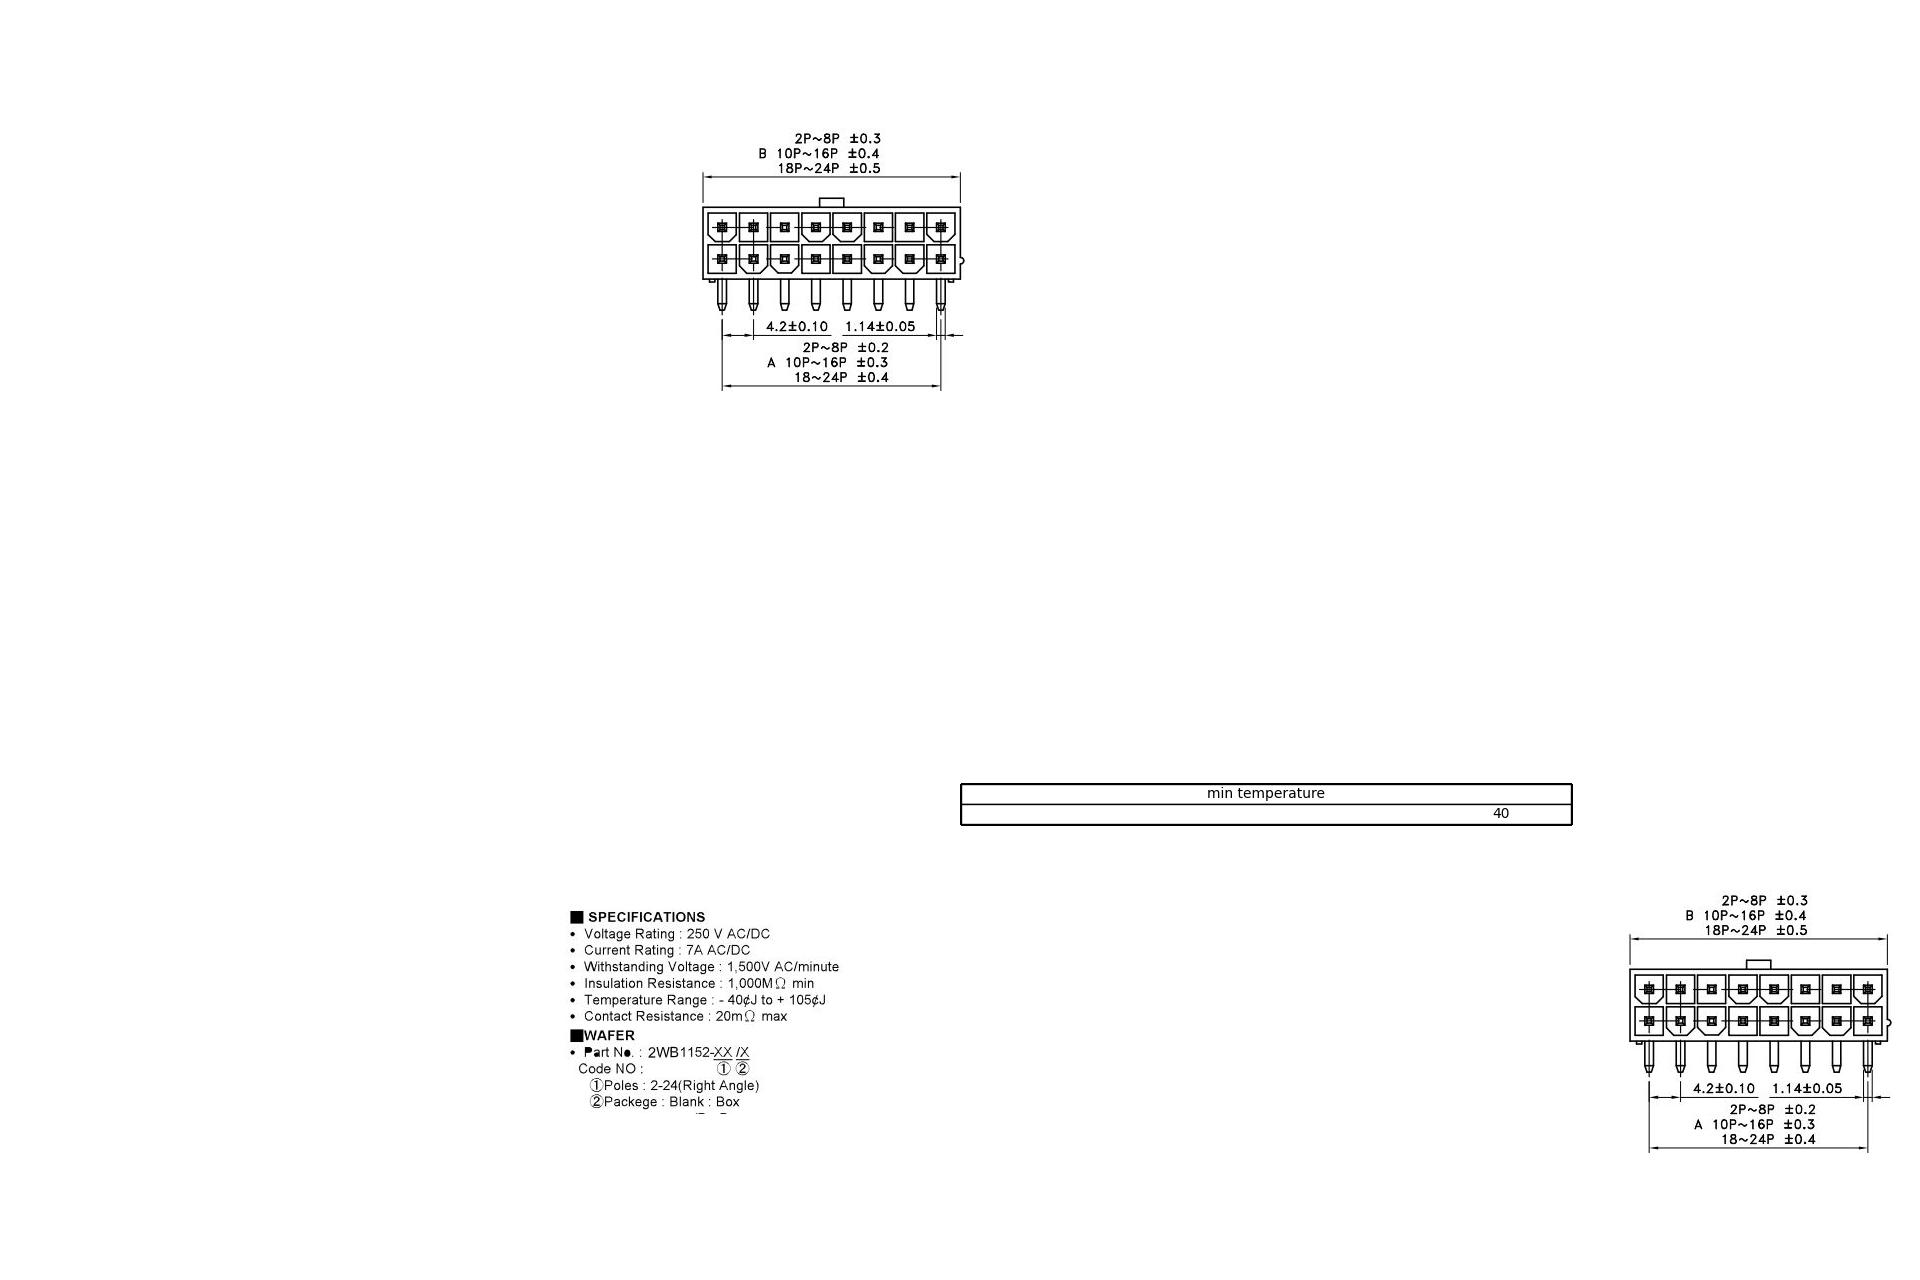 2P~8P ±0.3
B 10P~16P ±0.4
18P~24P ±0.5
4.2±0.10 1.14±0.05
2P~8P ±0.2
A 10P~16P ±0.3
18~24P ±0.4
min temperature
40
■ SPECIFICATIONS
• Voltage Rating : 250 V AC/DC
• Current Rating : 7A AC/DC
• Withstanding Voltage : 1,500V AC/minute
• Insulation Resistance : 1,000MΩ min
• Temperature Range : - 40¢J to + 105¢J
• Contact Resistance : 20mΩ max
■WAFER
• Part No. : 2WB1152-XX /X
Code NO : ① ②
①Poles : 2-24(Right Angle)
②Packege : Blank : Box
2P~8P ±0.3
B 10P~16P ±0.4
18P~24P ±0.5
4.2±0.10 1.14±0.05
2P~8P ±0.2
A 10P~16P ±0.3
18~24P ±0.4